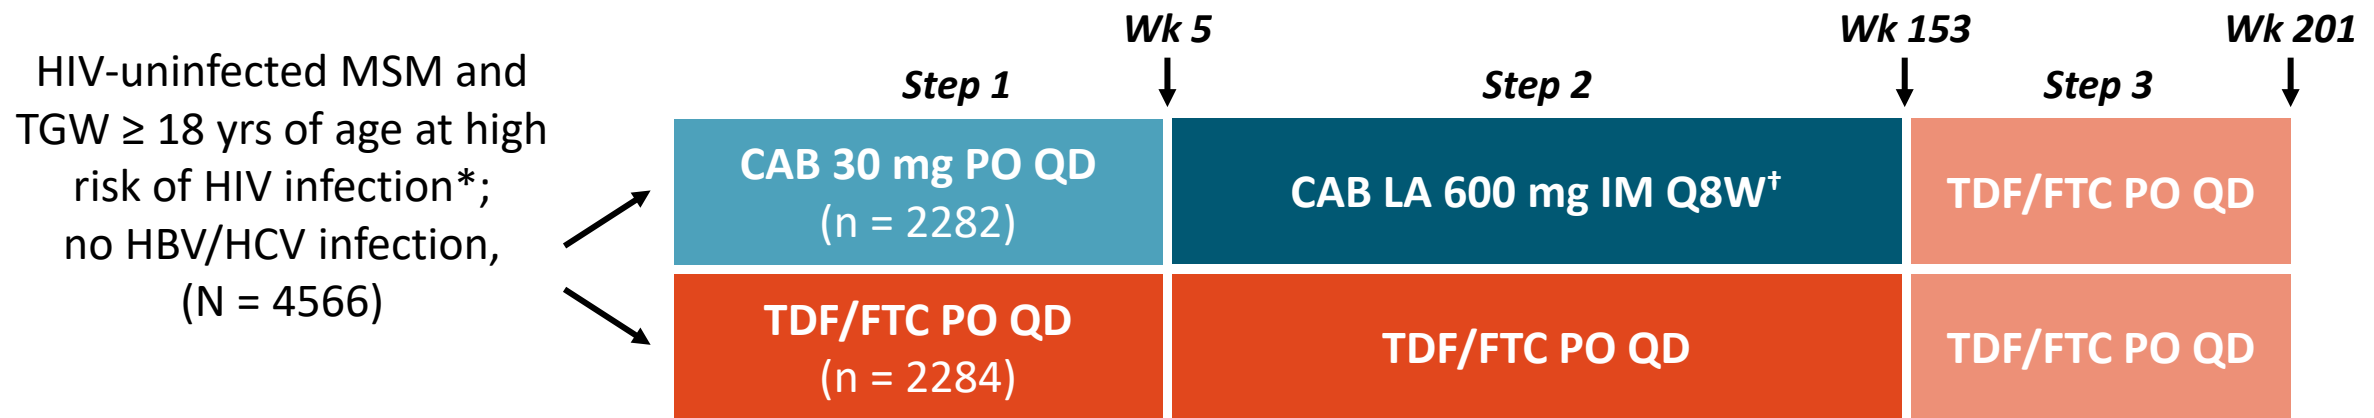 HIV-uninfected MSM and
TGW ≥ 18 yrs of age at high
risk of HIV infection*;
no HBV/HCV infection,
(N = 4566)
Wk 5
Wk 153
Wk 201
Step 1
Step 2
Step 3
CAB 30 mg PO QD
(n = 2282)
CAB LA 600 mg IM Q8W†
TDF/FTC PO QD
TDF/FTC PO QD
(n = 2284)
TDF/FTC PO QD
TDF/FTC PO QD